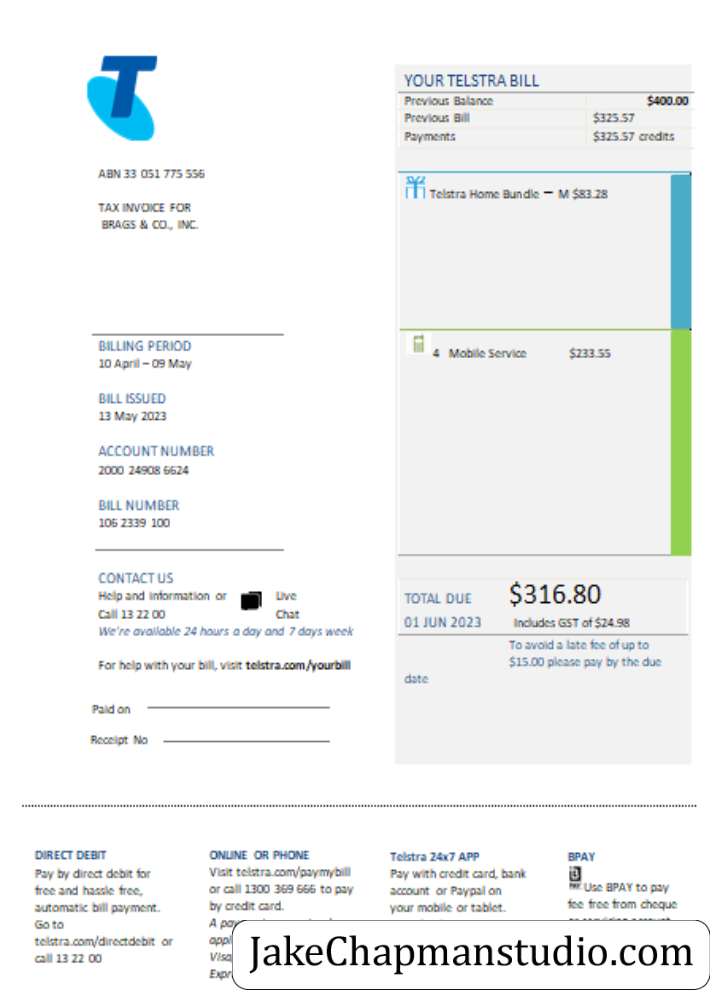 T
ABN 33 051 775 556
TAX INVOICE FOR
BRAGS & CO., INC.
BILLING PERIOD
10 April – 09 May
BILL ISSUED
13 May 2023
ACCOUNT NUMBER
2000 24908 6624
BILL NUMBER
106 2339 100
CONTACT US
Help and information or Live
Call 13 22 00 Chat
We're available 24 hours a day and 7 days week
For help with your bill, visit telstra.com/yourbill
Paid on
Receipt No
YOUR TELSTRA BILL
Previous Balance $400.00
Previous Bill $325.57
Payments $325.57 credits
Telstra Home Bundle – M $83.28
4 Mobile Service $233.55
TOTAL DUE $316.80
01 JUN 2023 Includes GST of $24.98
To avoid a late fee of up to
$15.00 please pay by the due
date
DIRECT DEBIT
Pay by direct debit for
free and hassle free,
automatic bill payment.
Go to
telstra.com/directdebit or
call 13 22 00
ONLINE OR PHONE
Visit telstra.com/paymybill
or call 1300 369 666 to pay
by credit card.
A
Telstra 24x7 APP
Pay with credit card, bank
account or Paypal on
your mobile or tablet.
BPAY
Use BPAY to pay
fee free from cheque
JakeChapmanstudio.com